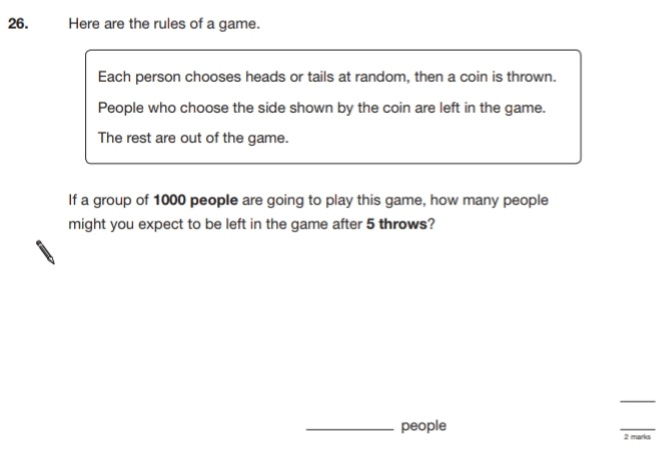 26. Here are the rules of a game.
Each person chooses heads or tails at random, then a coin is thrown.
People who choose the side shown by the coin are left in the game.
The rest are out of the game.
If a group of 1000 people are going to play this game, how many people
might you expect to be left in the game after 5 throws?
people
2 marks